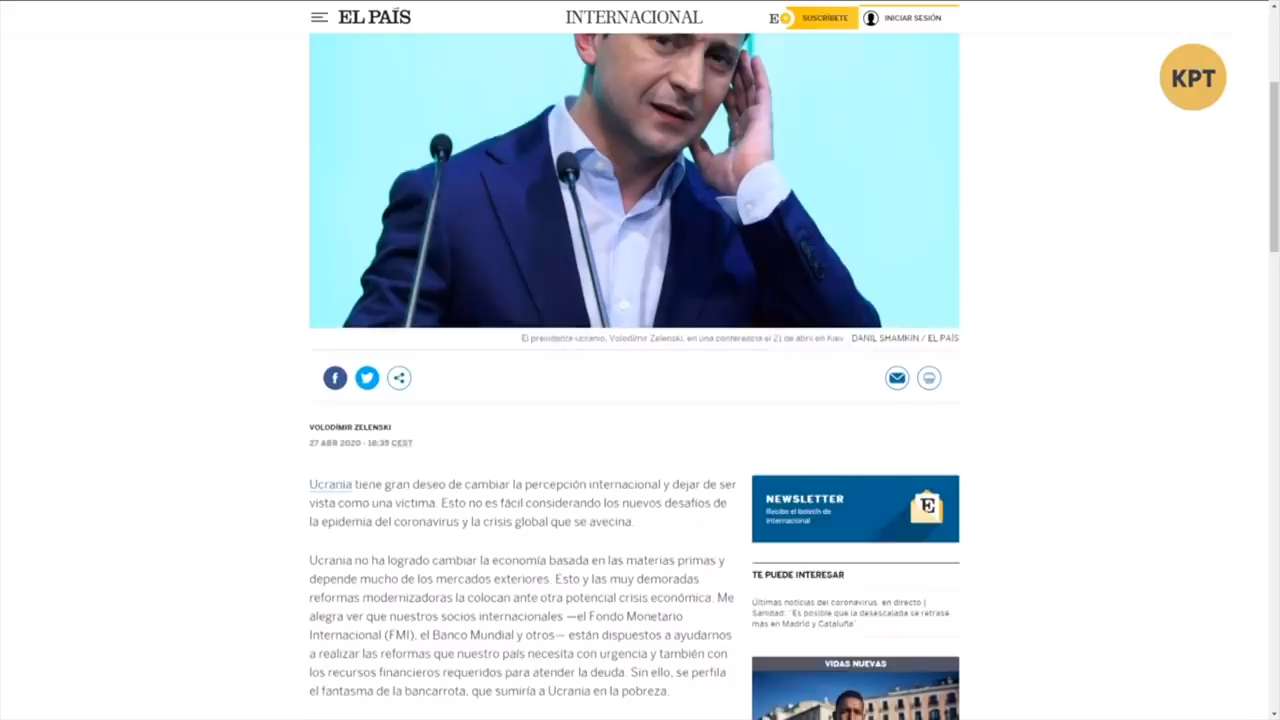 EL PAÍS
INTERNACIONAL
E
SUSCRÍBETE
INICIAR SESIÓN
KPT
El presidente ucranio, Volodímir Zelenski, en una conferencia el 21 de abril en Kiev DANIL SHAMKIN / EL PAÍS
VOLODÍMIR ZELENSKI
27 ABR 2020 - 16:35 CEST
Ucrania tiene gran deseo de cambiar la percepción internacional y dejar de ser
vista como una víctima. Esto no es fácil considerando los nuevos desafíos de
la epidemia del coronavirus y la crisis global que se avecina.
Ucrania no ha logrado cambiar la economía basada en las materias primas y
depende mucho de los mercados exteriores. Esto y las muy demoradas
reformas modernizadoras la colocan ante otra potencial crisis económica. Me
alegra ver que nuestros socios internacionales —el Fondo Monetario
Internacional (FMI), el Banco Mundial y otros— están dispuestos a ayudarnos
a realizar las reformas que nuestro país necesita con urgencia y también con
los recursos financieros requeridos para atender la deuda. Sin ello, se perfila
el fantasma de la bancarrota, que sumiría a Ucrania en la pobreza.
NEWSLETTER
Recibe el boletín de
Internacional
E
TE PUEDE INTERESAR
Últimas noticias del coronavirus, en directo |
Sanidad: "Es posible que la desescalada se retrase
más en Madrid y Cataluña"
VIDAS NUEVAS